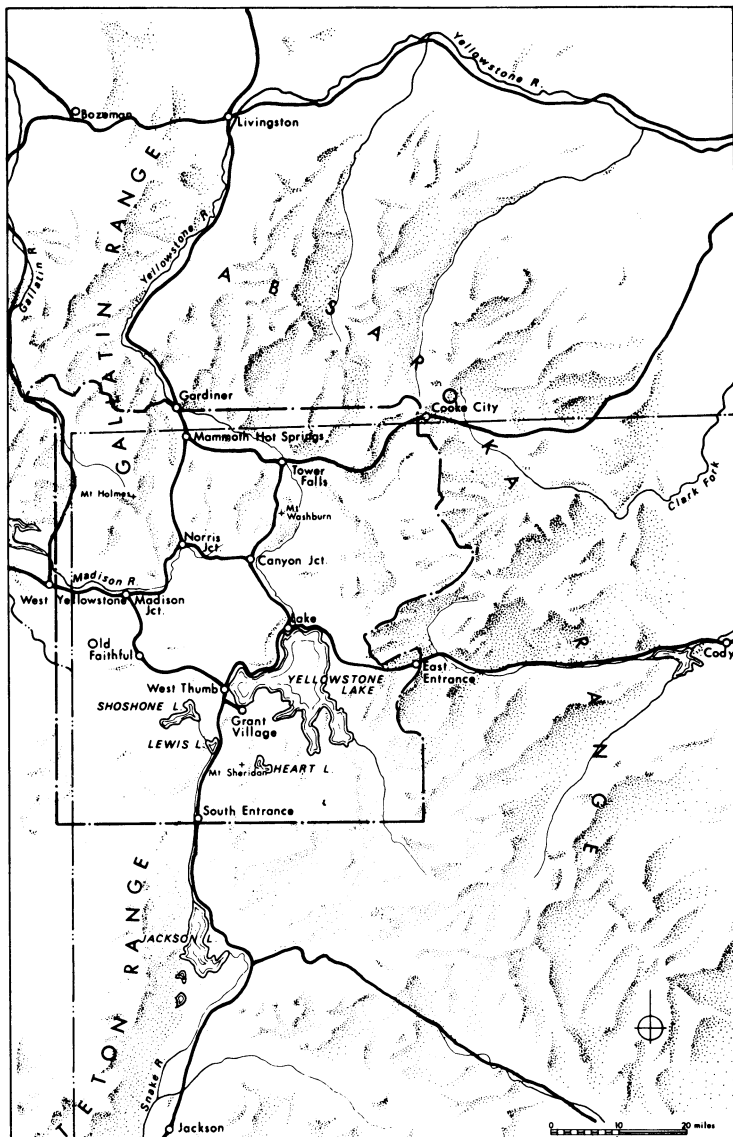 Yellowstone R.
Bozeman
Livingston
GALLATIN RANGE
Gallatin R.
Yellowstone R.
ABSAROKA RANGE
Gardiner
Cooke City
Mammoth Hot Springs
Tower
Falls
Mt Holmes
Mt
Washburn
Clark Fork
Norris
Jct.
Canyon Jct.
Madison R.
West Yellowstone
Madison
Jct.
Lake
Old
Faithful
East
Entrance
Cody
West Thumb
YELLOWSTONE
LAKE
SHOSHONE L.
Grant
Village
LEWIS L.
Mt Sheridan
HEART L.
South Entrance
TETON RANGE
JACKSON L.
Snake R.
Jackson
0 10 20 miles